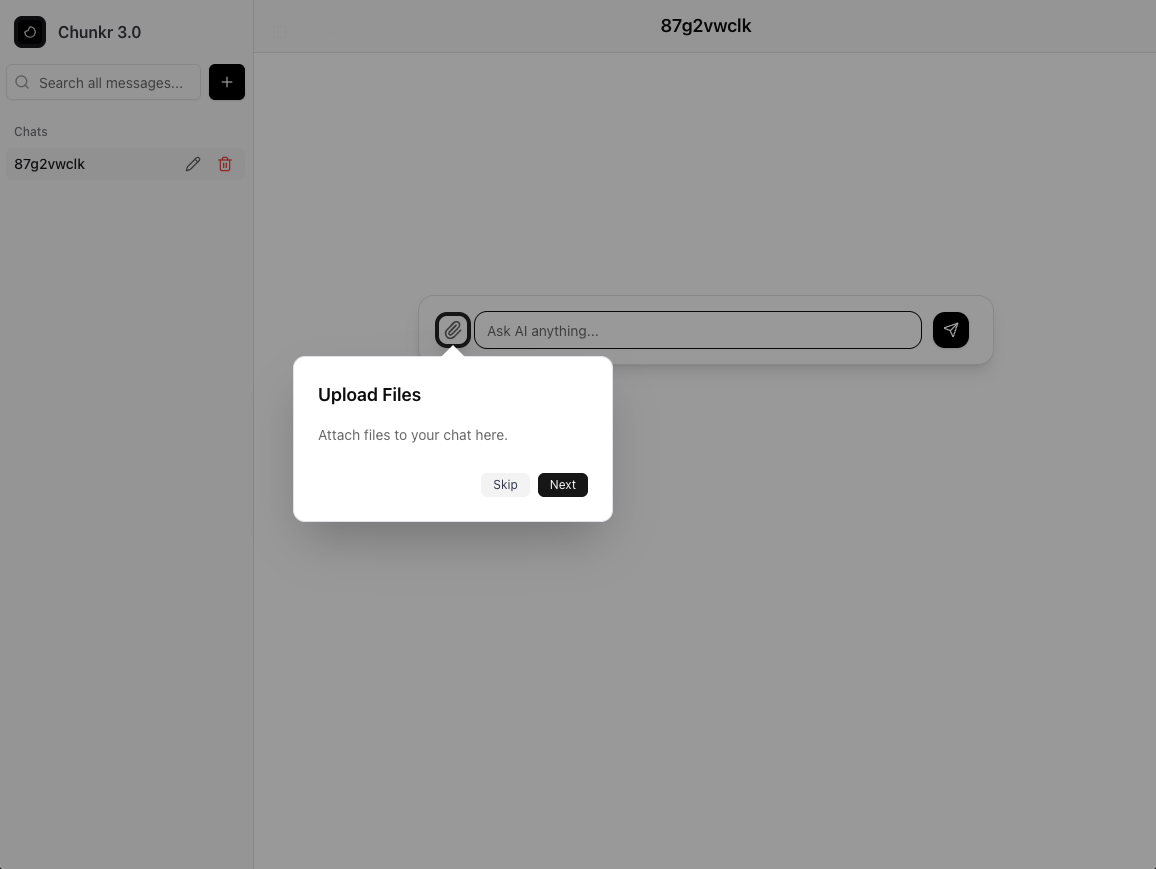 Chunkr 3.0
Search all messages...
Chats
87g2vwclk
87g2vwclk
Ask AI anything...
Upload Files
Attach files to your chat here.
Skip
Next